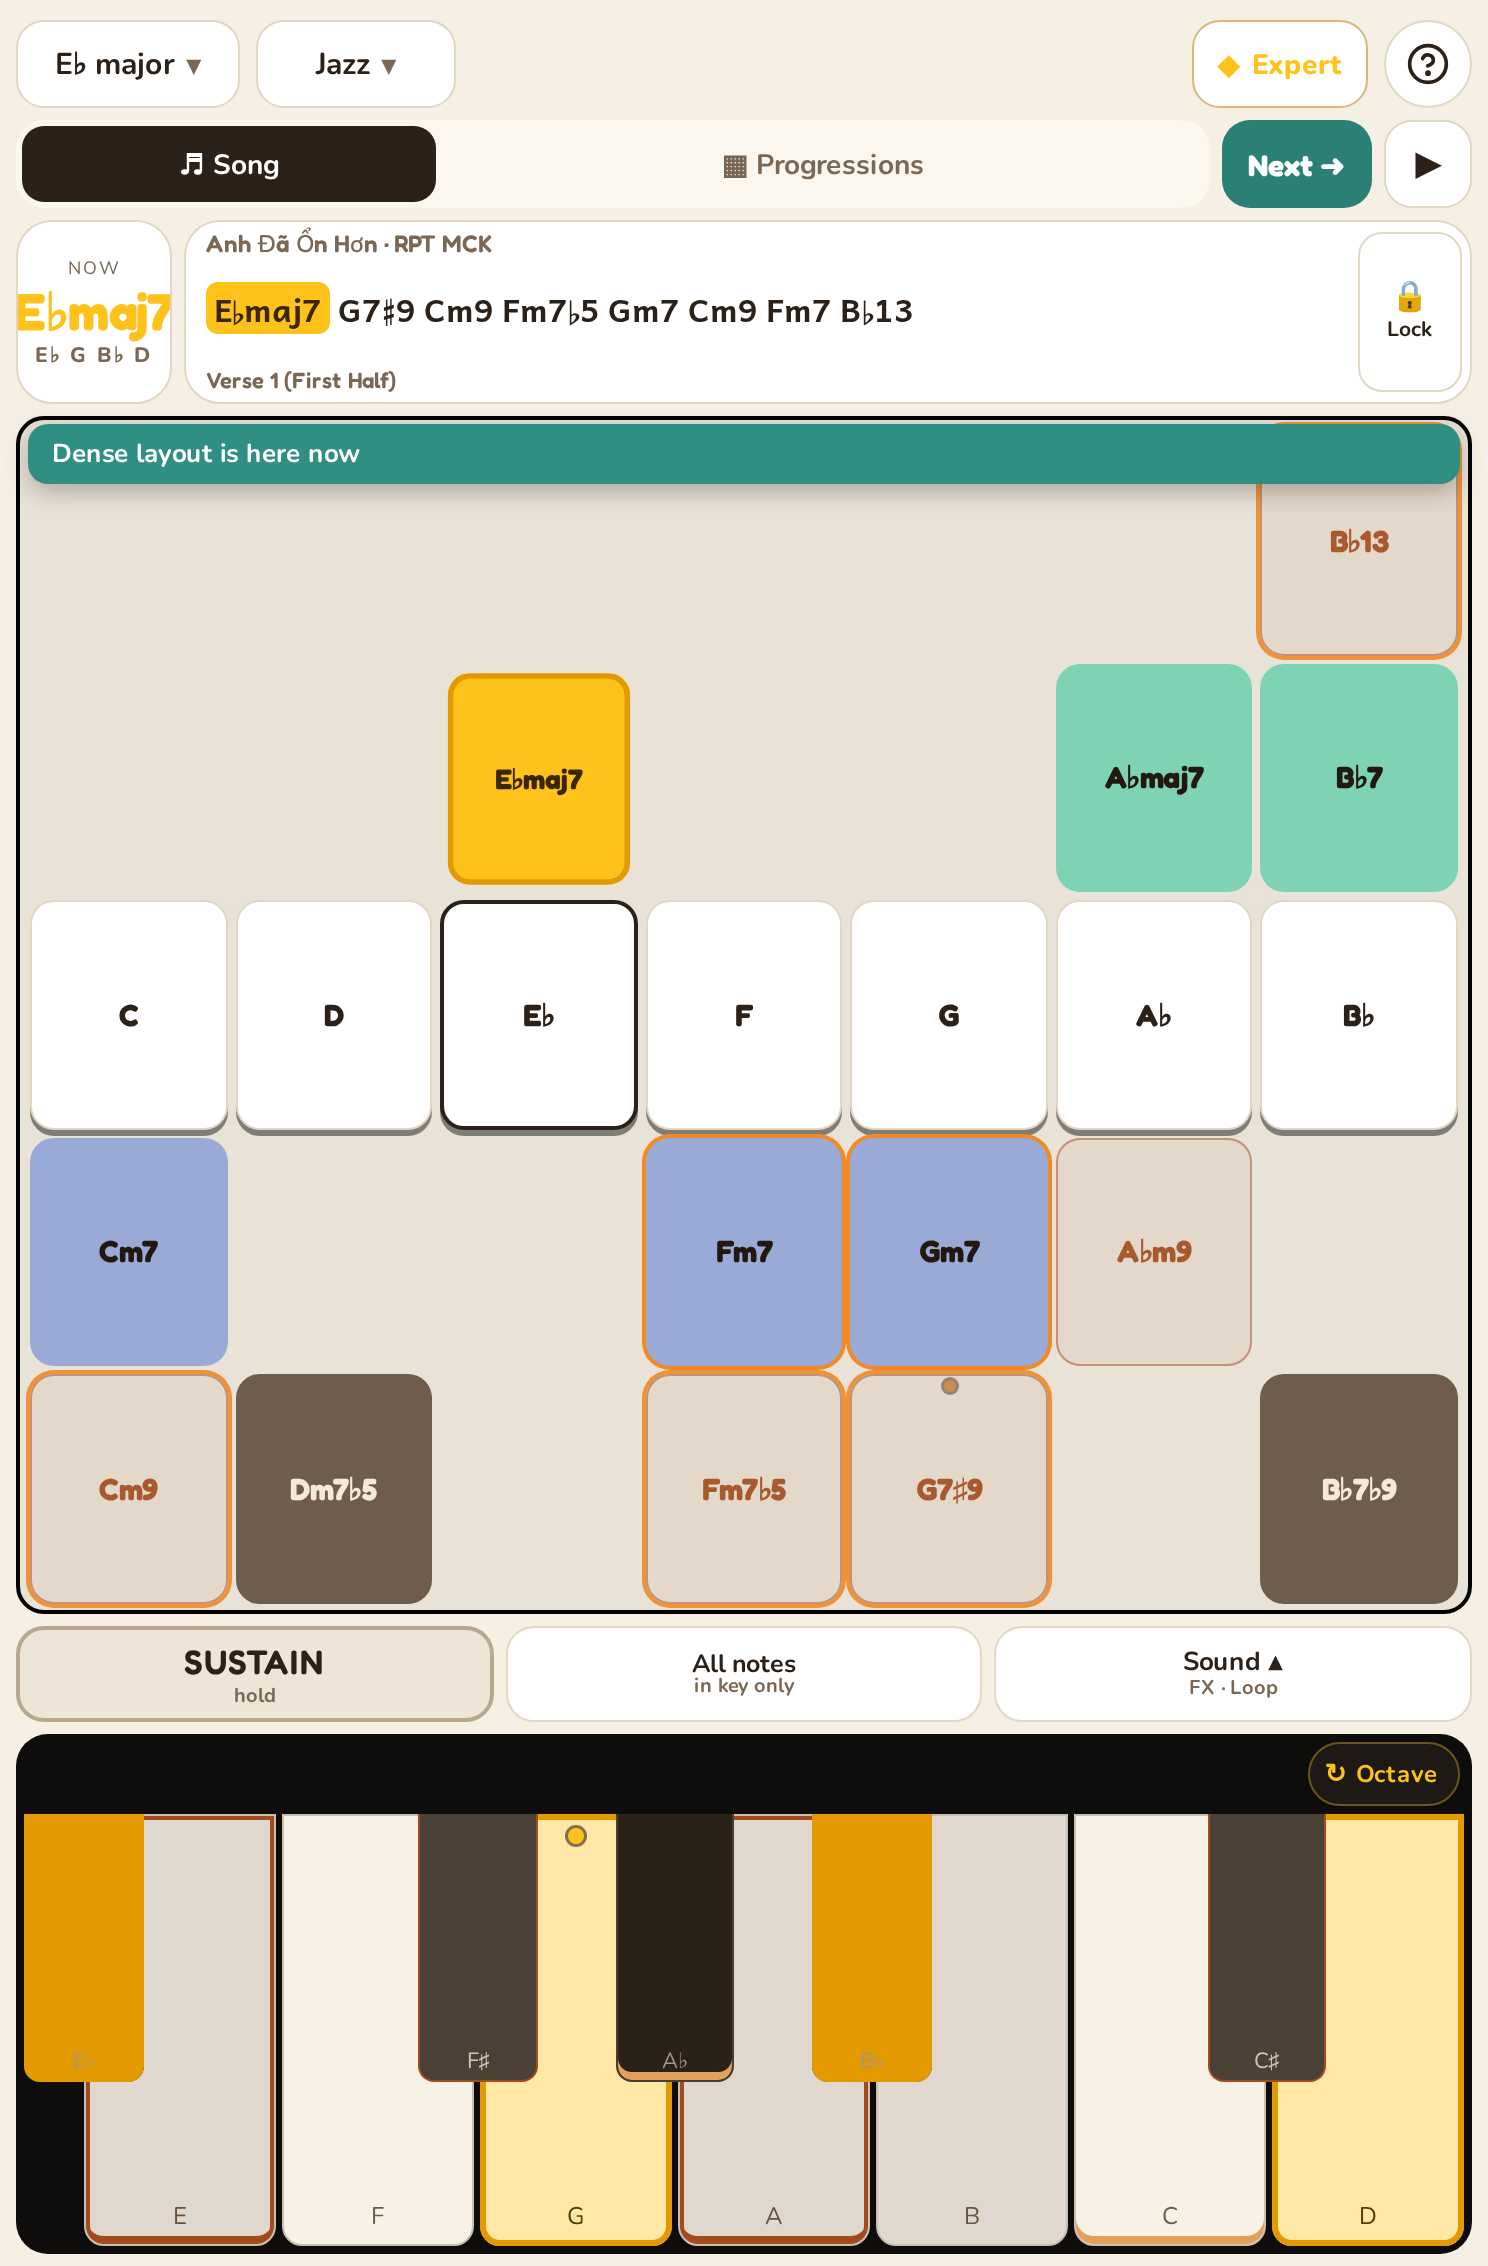 E♭ major ▾
Jazz ▾
◆ Expert
?
♬ Song
▦ Progressions
Next ➜
▶
NOW
E♭maj7
E♭ G B♭ D
Anh Đã Ổn Hơn · RPT MCK
E♭maj7 G7♯9 Cm9 Fm7♭5 Gm7 Cm9 Fm7 B♭13
Verse 1 (First Half)
🔒
Lock
Dense layout is here now
B♭13
E♭maj7
A♭maj7
B♭7
C
D
E♭
F
G
A♭
B♭
Cm7
Fm7
Gm7
A♭m9
Cm9
Dm7♭5
Fm7♭5
G7♯9
B♭7♭9
SUSTAIN
hold
All notes
in key only
Sound ▴
FX · Loop
↻ Octave
E♭
F♯
A♭
B♭
C♯
E
F
G
A
B
C
D